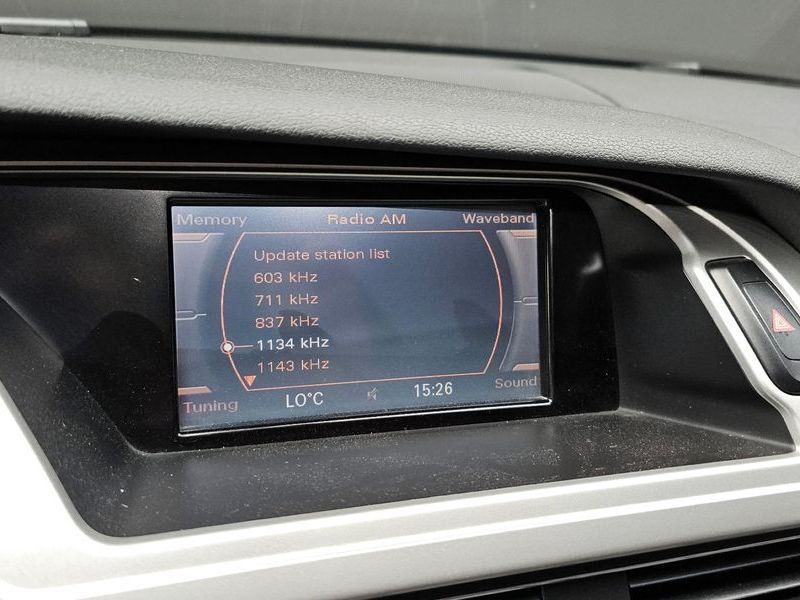 Memory Radio AM Waveband
Update station list
603 kHz
711 kHz
837 kHz
1134 kHz
1143 kHz
Tuning LO°C 15:26 Sound